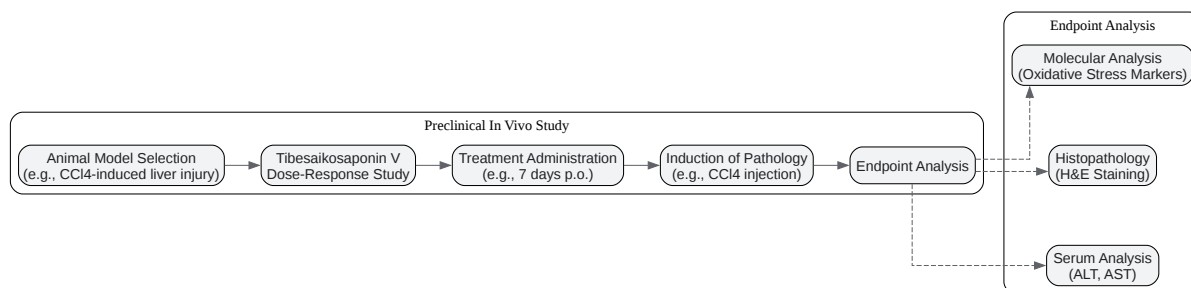 Preclinical In Vivo Study
Animal Model Selection
(e.g., CCl4-induced liver injury)
Tibesaikosaponin V
Dose-Response Study
Treatment Administration
(e.g., 7 days p.o.)
Induction of Pathology
(e.g., CCl4 injection)
Endpoint Analysis
Endpoint Analysis
Molecular Analysis
(Oxidative Stress Markers)
Histopathology
(H&E Staining)
Serum Analysis
(ALT, AST)